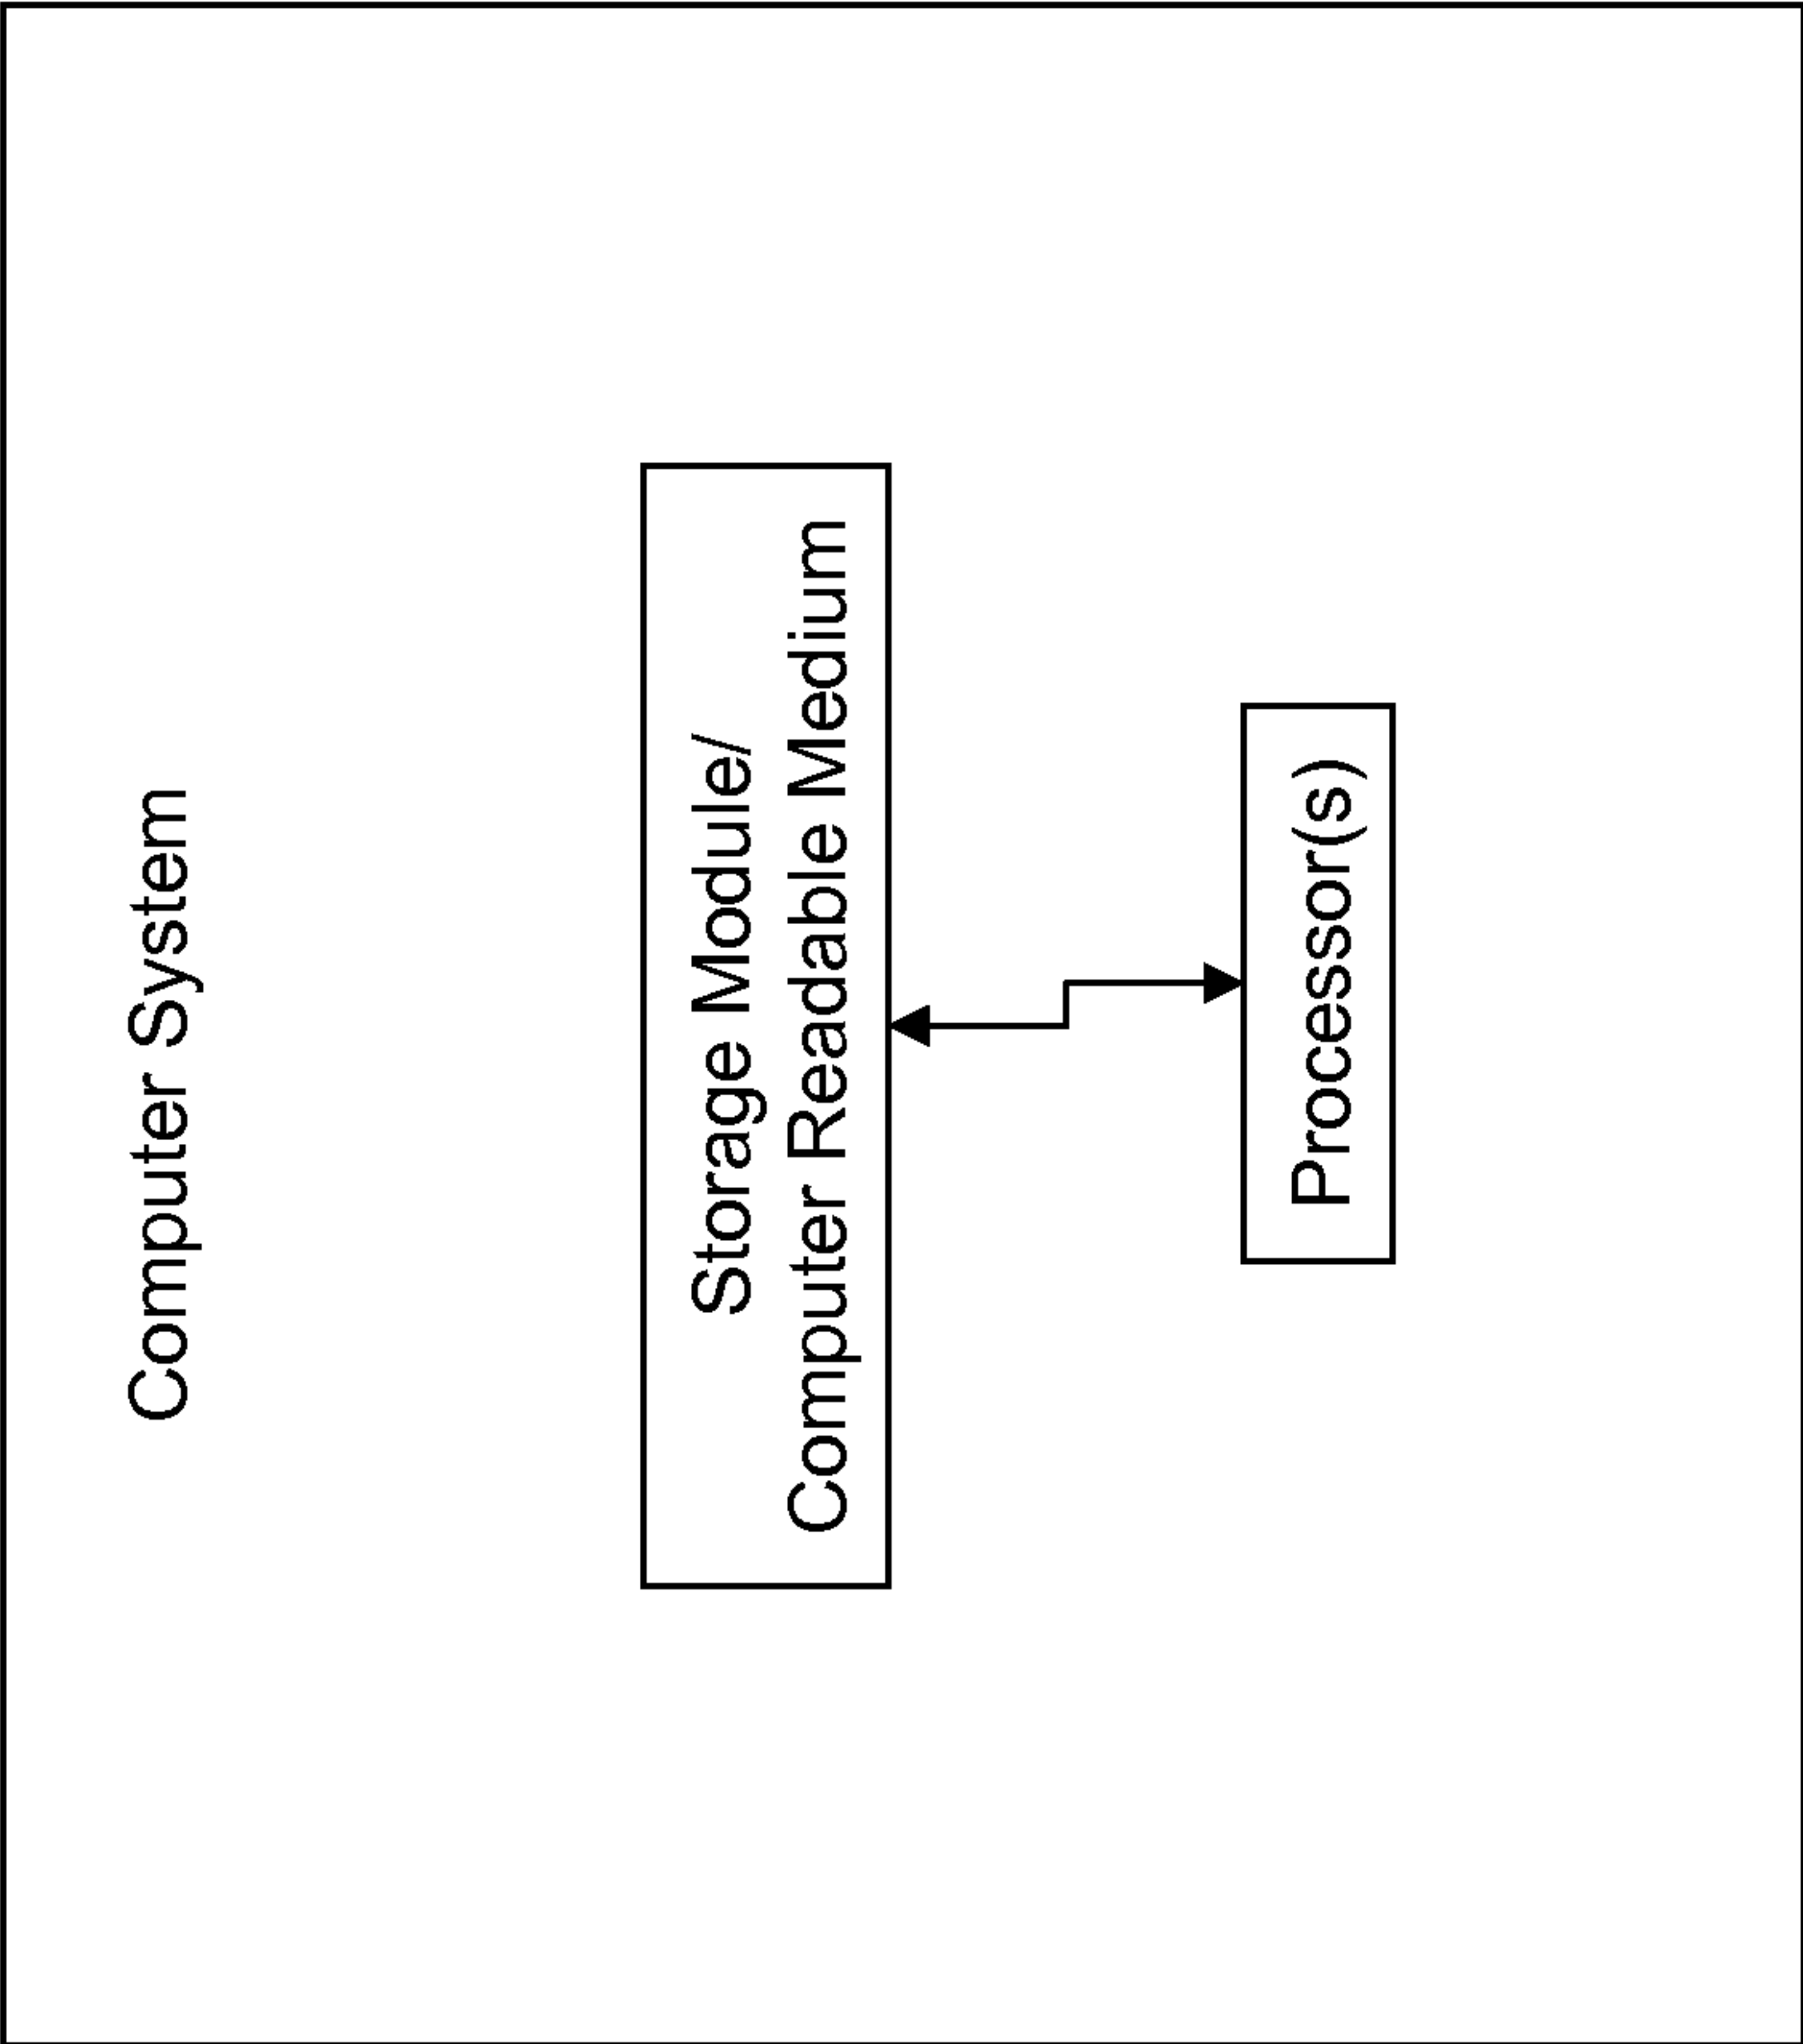 Computer System
Storage Module/
Computer Readable Medium
Processor(s)